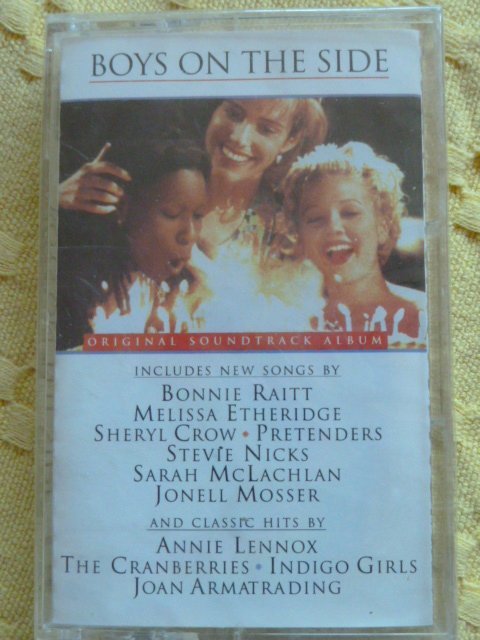 BOYS ON THE SIDE
ORIGINAL SOUNDTRACK ALBUM
INCLUDES NEW SONGS BY
BONNIE RAITT
MELISSA ETHERIDGE
SHERYL CROW • PRETENDERS
STEVIE NICKS
SARAH MCLACHLAN
JONELL MOSSER
AND CLASSIC HITS BY
ANNIE LENNOX
THE CRANBERRIES • INDIGO GIRLS
JOAN ARMATRADING